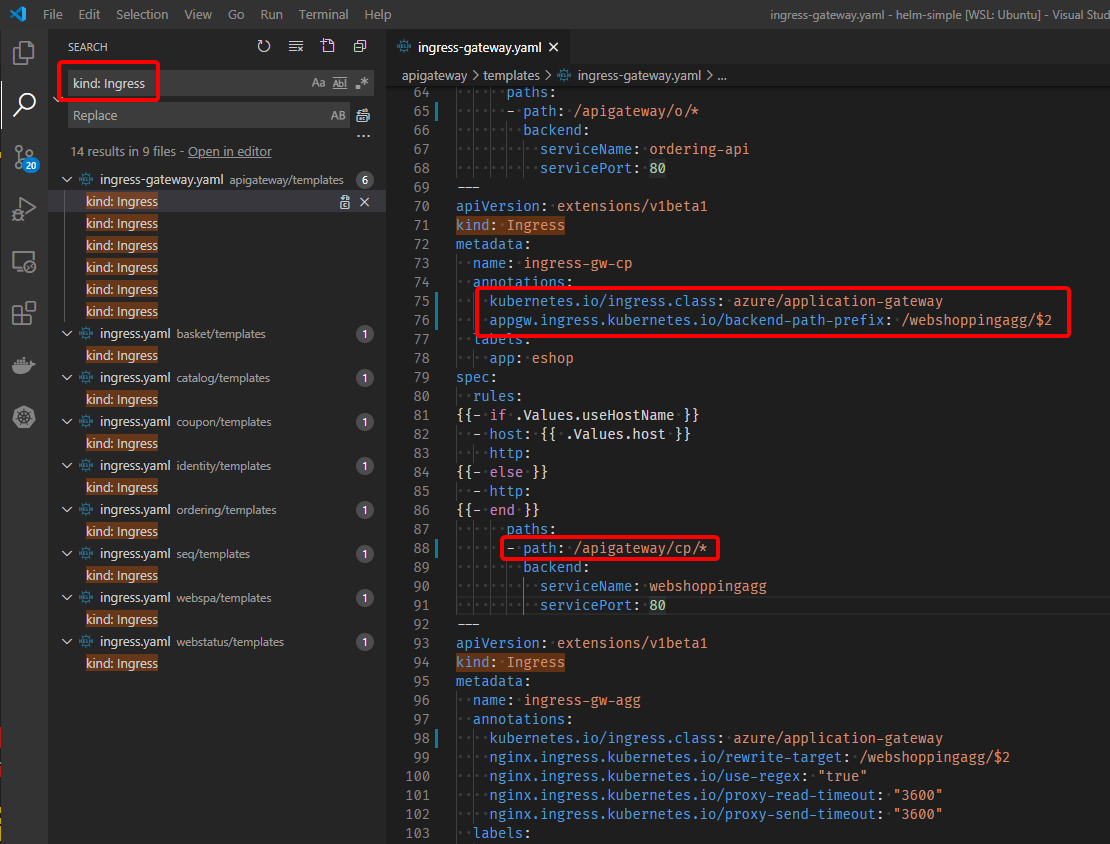 File Edit Selection View Go Run Terminal Help
ingress-gateway.yaml - helm-simple [WSL: Ubuntu] - Visual Stud
SEARCH
kind: Ingress
Aa Abl .*
Replace
AB
...
14 results in 9 files - Open in editor
20
ingress-gateway.yaml apigateway/templates 6
kind: Ingress
kind: Ingress
kind: Ingress
kind: Ingress
kind: Ingress
kind: Ingress
ingress.yaml basket/templates 1
kind: Ingress
ingress.yaml catalog/templates 1
kind: Ingress
ingress.yaml coupon/templates 1
kind: Ingress
ingress.yaml identity/templates 1
kind: Ingress
ingress.yaml ordering/templates 1
kind: Ingress
ingress.yaml seq/templates 1
kind: Ingress
ingress.yaml webspa/templates 1
kind: Ingress
ingress.yaml webstatus/templates 1
kind: Ingress
ingress-gateway.yaml
apigateway > templates > ingress-gateway.yaml > ...
64 paths:
65 - path: /apigateway/o/*
66 backend:
67 serviceName: ordering-api
68 servicePort: 80
69 ---
70 apiVersion: extensions/v1beta1
71 kind: Ingress
72 metadata:
73 name: ingress-gw-cp
74 annotations:
75 kubernetes.io/ingress.class: azure/application-gateway
76 appgw.ingress.kubernetes.io/backend-path-prefix: /webshoppingagg/$2
77 labels:
78 app: eshop
79 spec:
80 rules:
81 {{- if .Values.useHostName }}
82 - host: {{ .Values.host }}
83 http:
84 {{- else }}
85 - http:
86 {{- end }}
87 paths:
88 - path: /apigateway/cp/*
89 backend:
90 serviceName: webshoppingagg
91 servicePort: 80
92 ---
93 apiVersion: extensions/v1beta1
94 kind: Ingress
95 metadata:
96 name: ingress-gw-agg
97 annotations:
98 kubernetes.io/ingress.class: azure/application-gateway
99 nginx.ingress.kubernetes.io/rewrite-target: /webshoppingagg/$2
100 nginx.ingress.kubernetes.io/use-regex: "true"
101 nginx.ingress.kubernetes.io/proxy-read-timeout: "3600"
102 nginx.ingress.kubernetes.io/proxy-send-timeout: "3600"
103 labels: